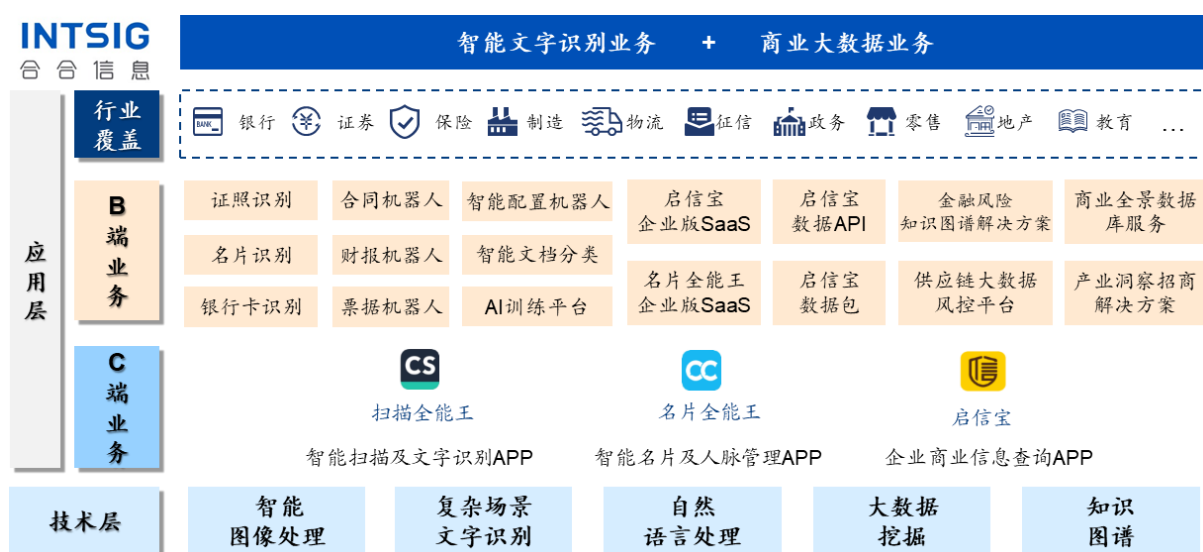 INTSIG
合合信息
智能文字识别业务 + 商业大数据业务
行业
覆盖
BANK
银行 证券 保险 制造 物流 征信 政务 零售 地产 教育 …
应用层
B
端
业
务
证照识别
合同机器人
智能配置机器人
启信宝
企业版SaaS
启信宝
数据API
金融风险
知识图谱解决方案
商业全景数据
库服务
名片识别
财报机器人
智能文档分类
银行卡识别
票据机器人
AI训练平台
名片全能王
企业版SaaS
启信宝
数据包
供应链大数据
风控平台
产业洞察招商
解决方案
C
端
业
务
CS
扫描全能王
智能扫描及文字识别APP
CC
名片全能王
智能名片及人脉管理APP
信
启信宝
企业商业信息查询APP
技术层
智能
图像处理
复杂场景
文字识别
自然
语言处理
大数据
挖掘
知识
图谱